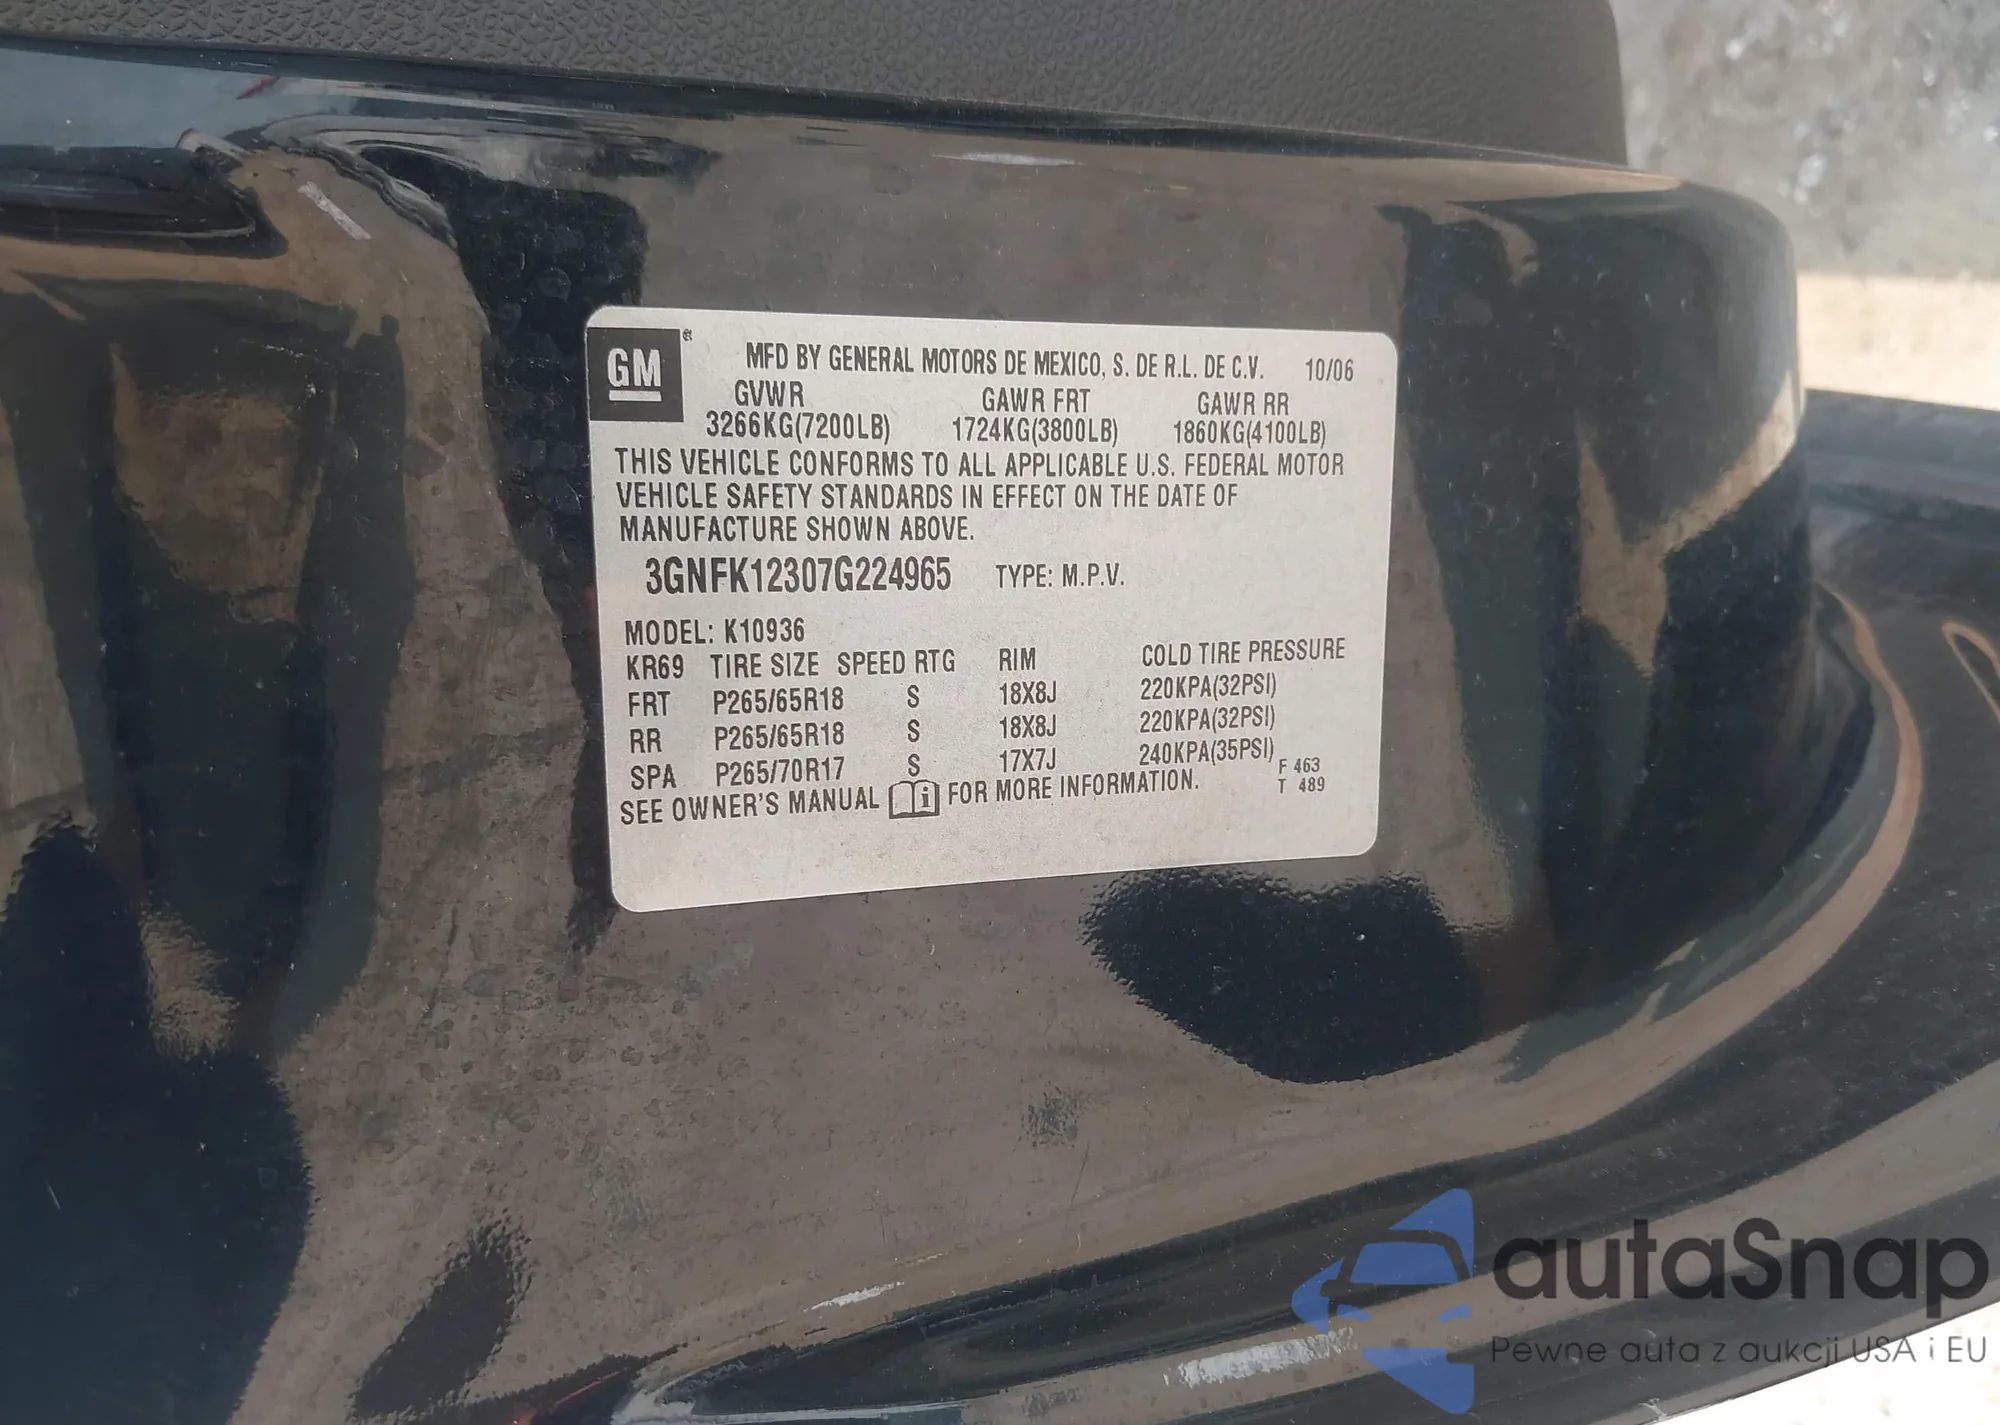 GM®
MFD BY GENERAL MOTORS DE MEXICO, S. DE R.L. DE C.V. 10/06
GVWR GAWR FRT GAWR RR
3266KG(7200LB) 1724KG(3800LB) 1860KG(4100LB)
THIS VEHICLE CONFORMS TO ALL APPLICABLE U.S. FEDERAL MOTOR
VEHICLE SAFETY STANDARDS IN EFFECT ON THE DATE OF
MANUFACTURE SHOWN ABOVE.
3GNFK12307G224965 TYPE: M.P.V.
MODEL: K10936
KR69 TIRE SIZE SPEED RTG RIM COLD TIRE PRESSURE
FRT P265/65R18 S 18X8J 220KPA(32PSI)
RR P265/65R18 S 18X8J 220KPA(32PSI)
SPA P265/70R17 S 17X7J 240KPA(35PSI)
SEE OWNER'S MANUAL i FOR MORE INFORMATION.
F 463
T 489
autaSnap
Pewne auta z aukcji USA i EU